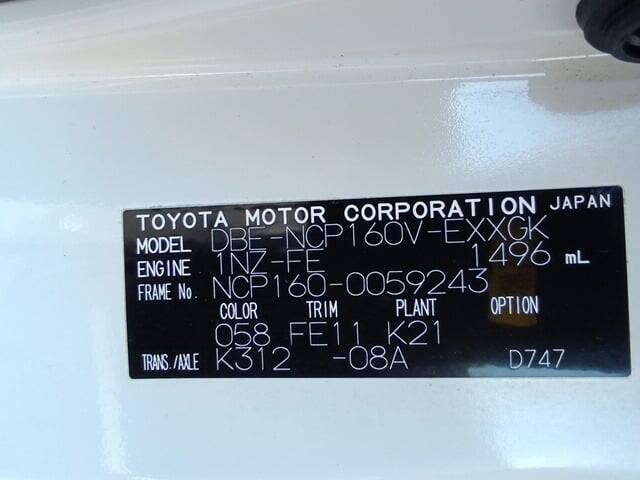 TOYOTA MOTOR CORPORATION JAPAN
MODEL DBE-NCP160V-EXXGK
ENGINE 1NZ-FE 1496 mL
FRAME No. NCP160-0059243
COLOR TRIM PLANT OPTION
058 FE11 K21
TRANS./AXLE K312 -08A D747